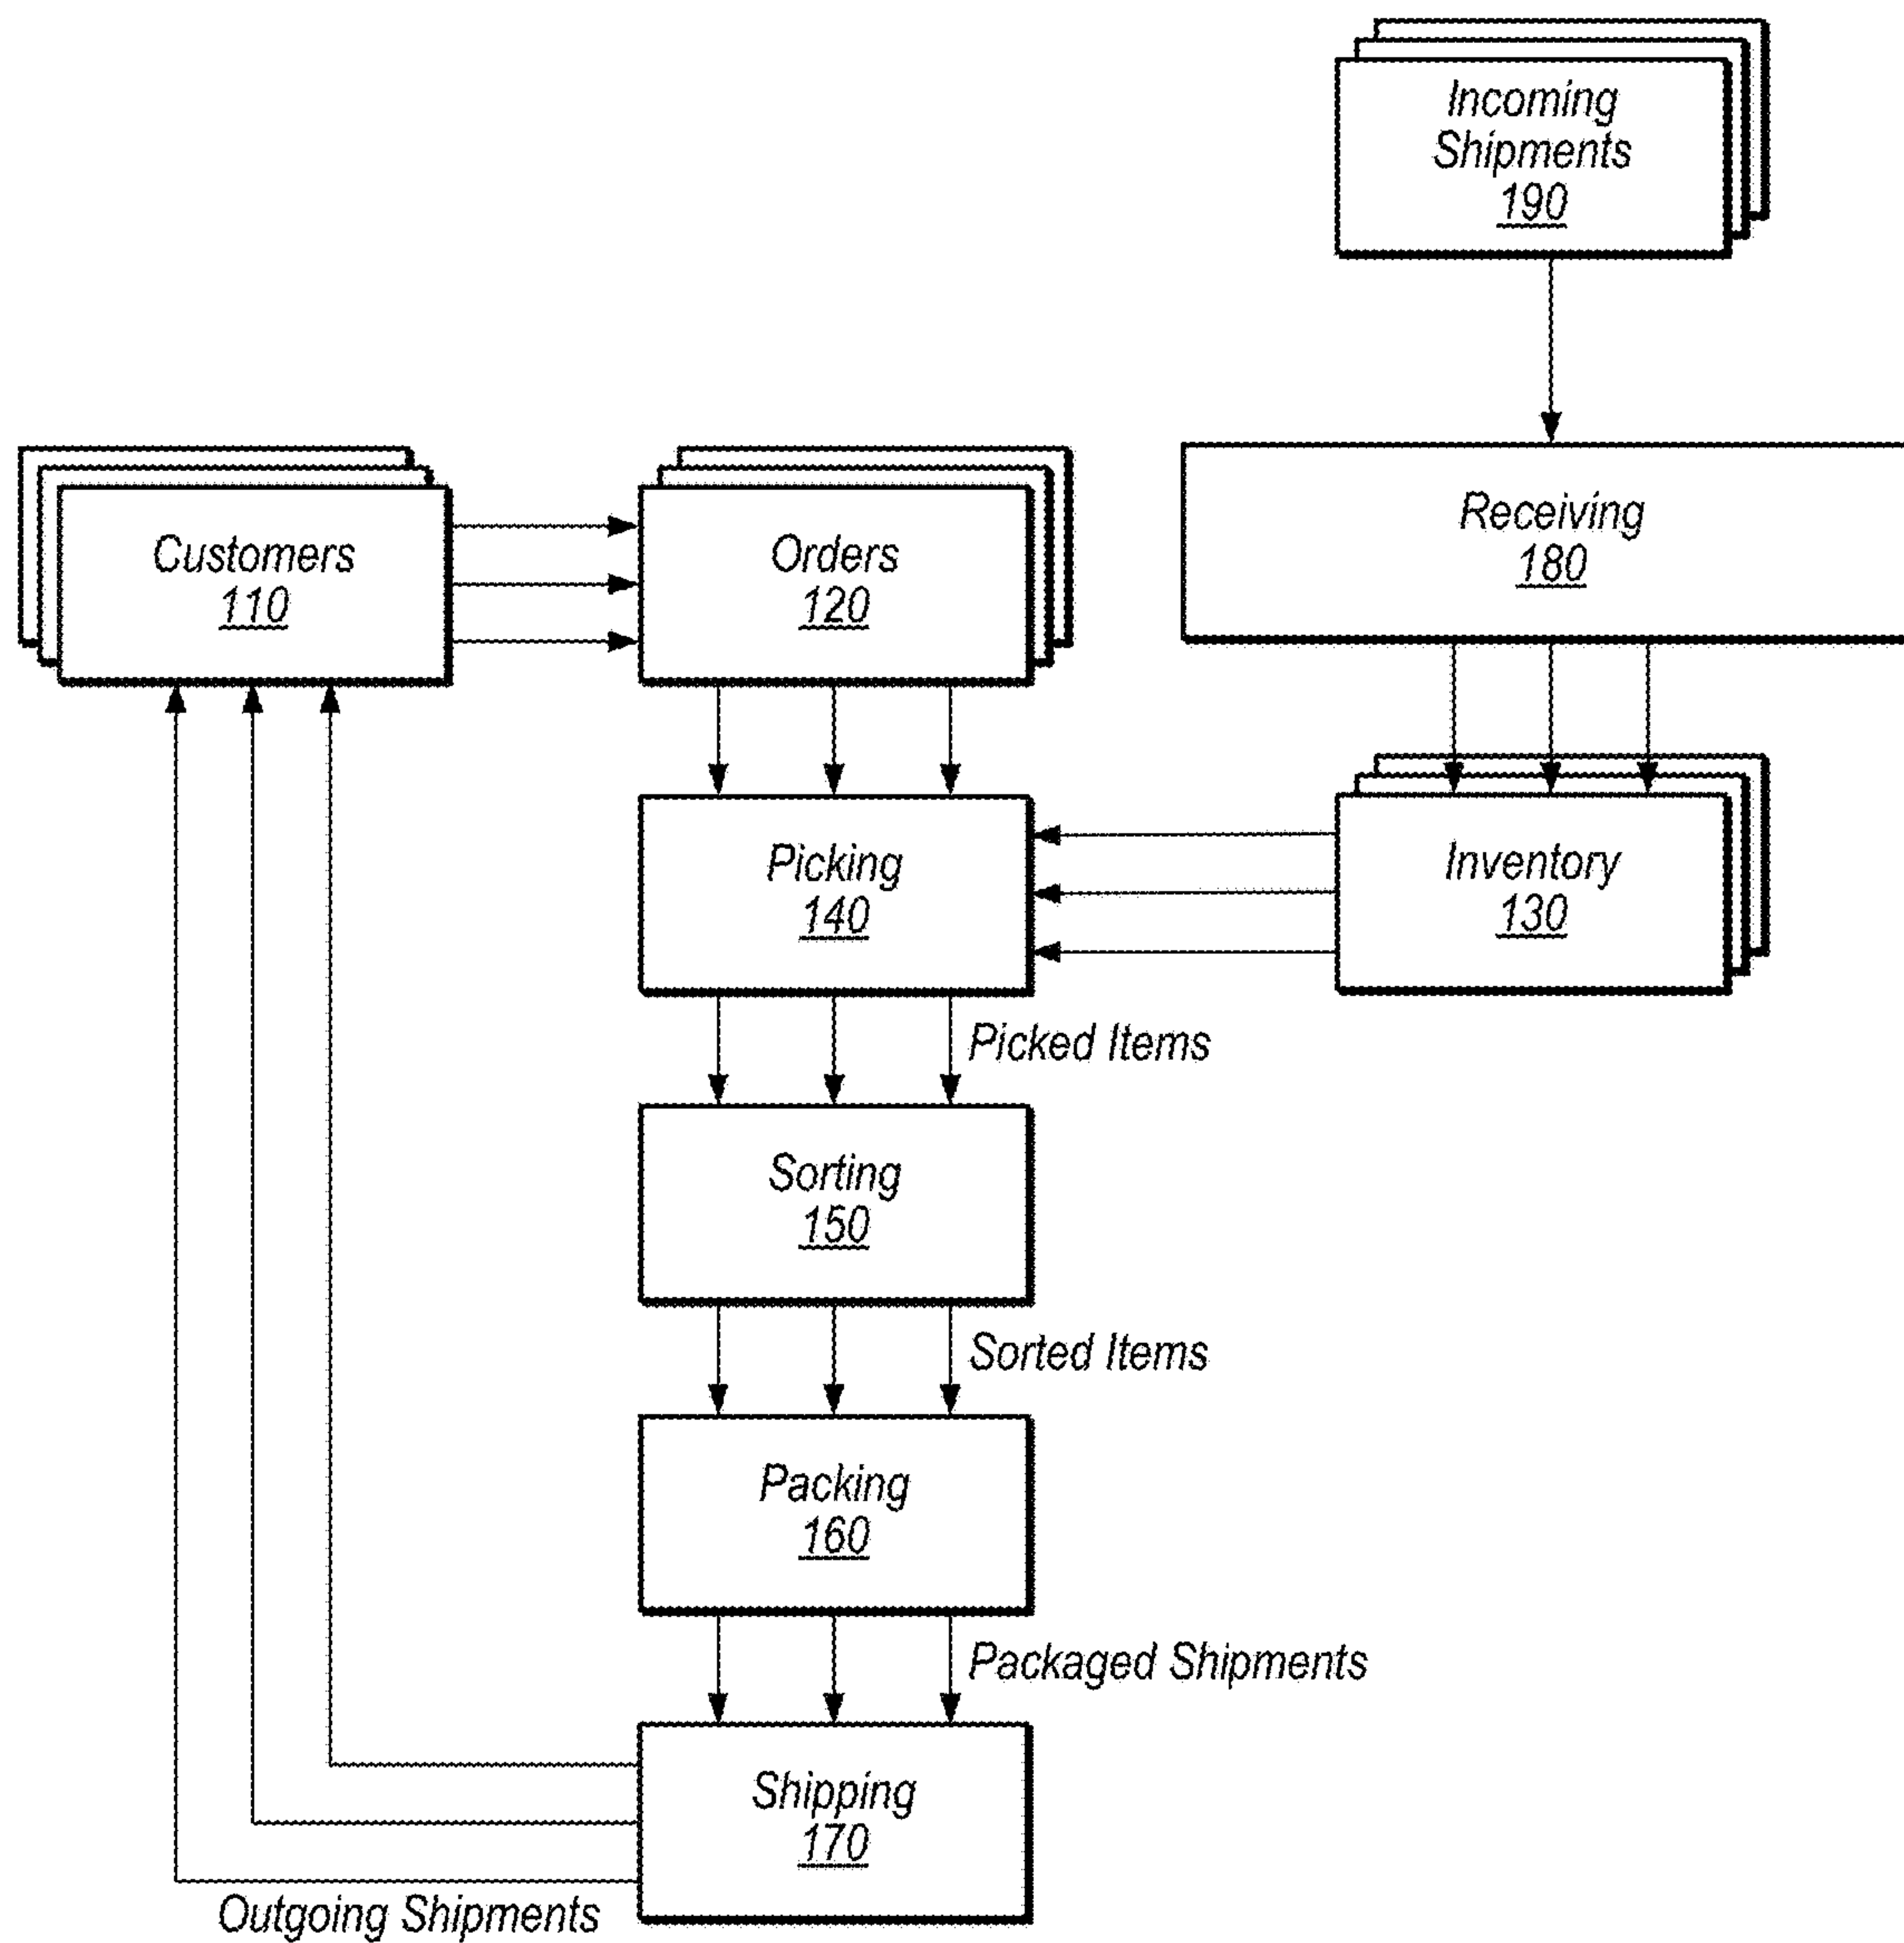 Incoming
Shipments
190
Customers
110
Orders
120
Receiving
180
Picking
140
Inventory
130
Picked Items
Sorting
150
Sorted Items
Packing
160
Packaged Shipments
Shipping
170
Outgoing Shipments